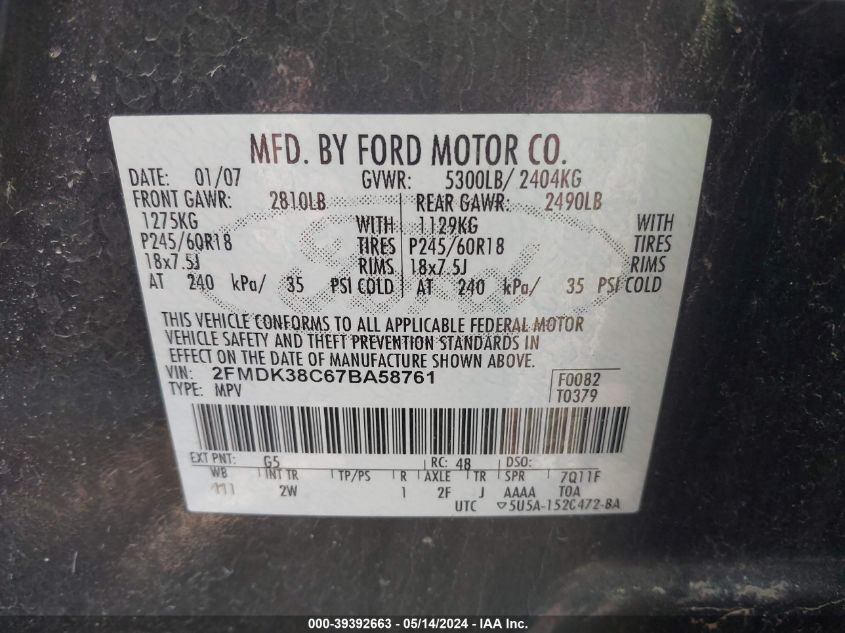 MFD. BY FORD MOTOR CO.
DATE: 01/07 GVWR: 5300LB/ 2404KG
FRONT GAWR: 2810LB REAR GAWR: 2490LB
1275KG WITH 1129KG WITH
P245/60R18 TIRES P245/60R18 TIRES
18x7.5J RIMS 18x7.5J RIMS
AT 240 kPa/ 35 PSI COLD AT 240 kPa/ 35 PSI COLD
THIS VEHICLE CONFORMS TO ALL APPLICABLE FEDERAL MOTOR
VEHICLE SAFETY AND THEFT PREVENTION STANDARDS IN
EFFECT ON THE DATE OF MANUFACTURE SHOWN ABOVE.
VIN: 2FMDK38C67BA58761 F0082
TYPE: MPV T0379
EXT PNT: G5 RC: 48 DSO:
WB INT TR TP/PS R AXLE TR SPR 7Q11F
111 2W 1 2F J AAAA TOA
UTC ▽5U5A-152C472-BA
000-39392663 - 05/14/2024 - IAA Inc.